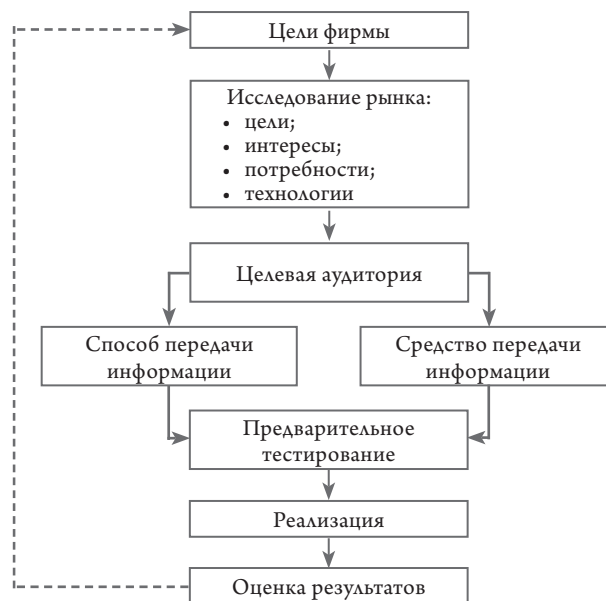 Цели фирмы
Исследование рынка:
• цели;
• интересы;
• потребности;
• технологии
Целевая аудитория
Способ передачи
информации
Средство передачи
информации
Предварительное
тестирование
Реализация
Оценка результатов